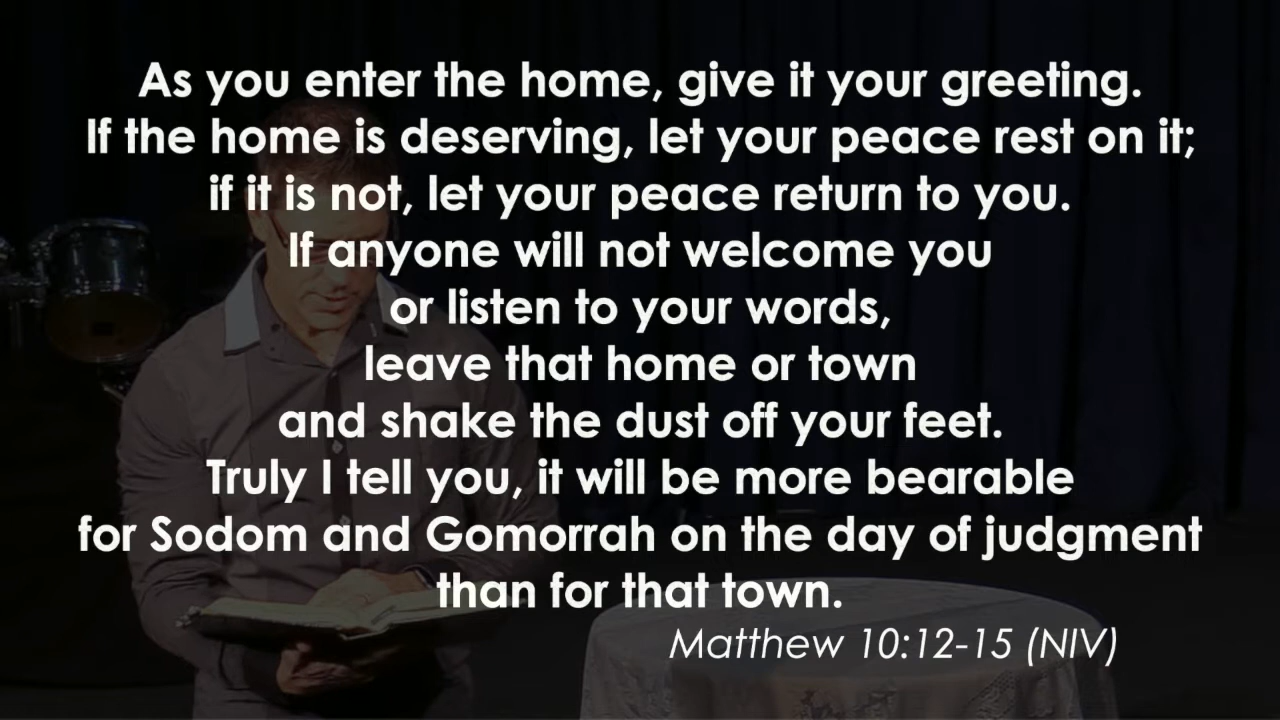 As you enter the home, give it your greeting.
If the home is deserving, let your peace rest on it;
if it is not, let your peace return to you.
If anyone will not welcome you
or listen to your words,
leave that home or town
and shake the dust off your feet.
Truly I tell you, it will be more bearable
for Sodom and Gomorrah on the day of judgment
than for that town.
Matthew 10:12-15 (NIV)